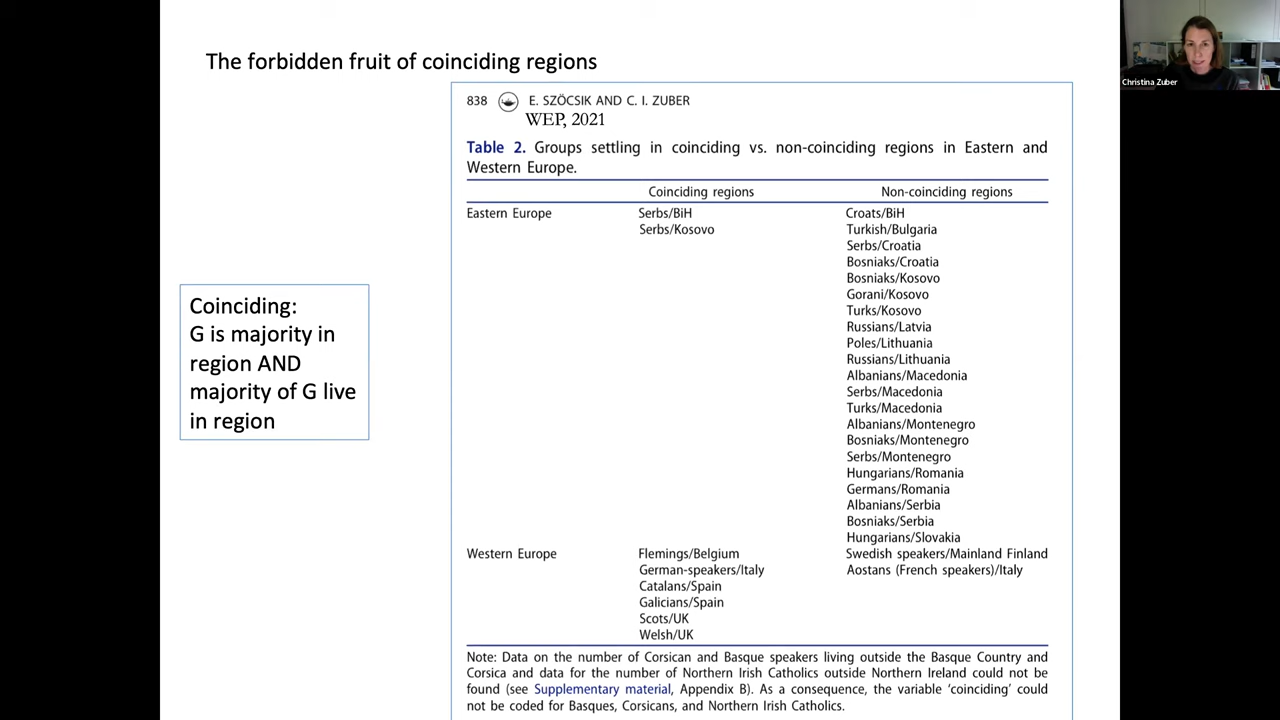 The forbidden fruit of coinciding regions
Christina Zuber
838 E. SZÖCSIK AND C. I. ZUBER
WEP, 2021
Table 2. Groups settling in coinciding vs. non-coinciding regions in Eastern and
Western Europe.
Coinciding regions Non-coinciding regions
Eastern Europe Serbs/BiH Croats/BiH
Serbs/Kosovo Turkish/Bulgaria
Serbs/Croatia
Bosniaks/Croatia
Bosniaks/Kosovo
Gorani/Kosovo
Turks/Kosovo
Russians/Latvia
Poles/Lithuania
Russians/Lithuania
Albanians/Macedonia
Serbs/Macedonia
Turks/Macedonia
Albanians/Montenegro
Bosniaks/Montenegro
Serbs/Montenegro
Hungarians/Romania
Germans/Romania
Albanians/Serbia
Bosniaks/Serbia
Hungarians/Slovakia
Western Europe Flemings/Belgium Swedish speakers/Mainland Finland
German-speakers/Italy Aostans (French speakers)/Italy
Catalans/Spain
Galicians/Spain
Scots/UK
Welsh/UK
Note: Data on the number of Corsican and Basque speakers living outside the Basque Country and
Corsica and data for the number of Northern Irish Catholics outside Northern Ireland could not be
found (see Supplementary material, Appendix B). As a consequence, the variable ‘coinciding’ could
not be coded for Basques, Corsicans, and Northern Irish Catholics.
Coinciding:
G is majority in
region AND
majority of G live
in region